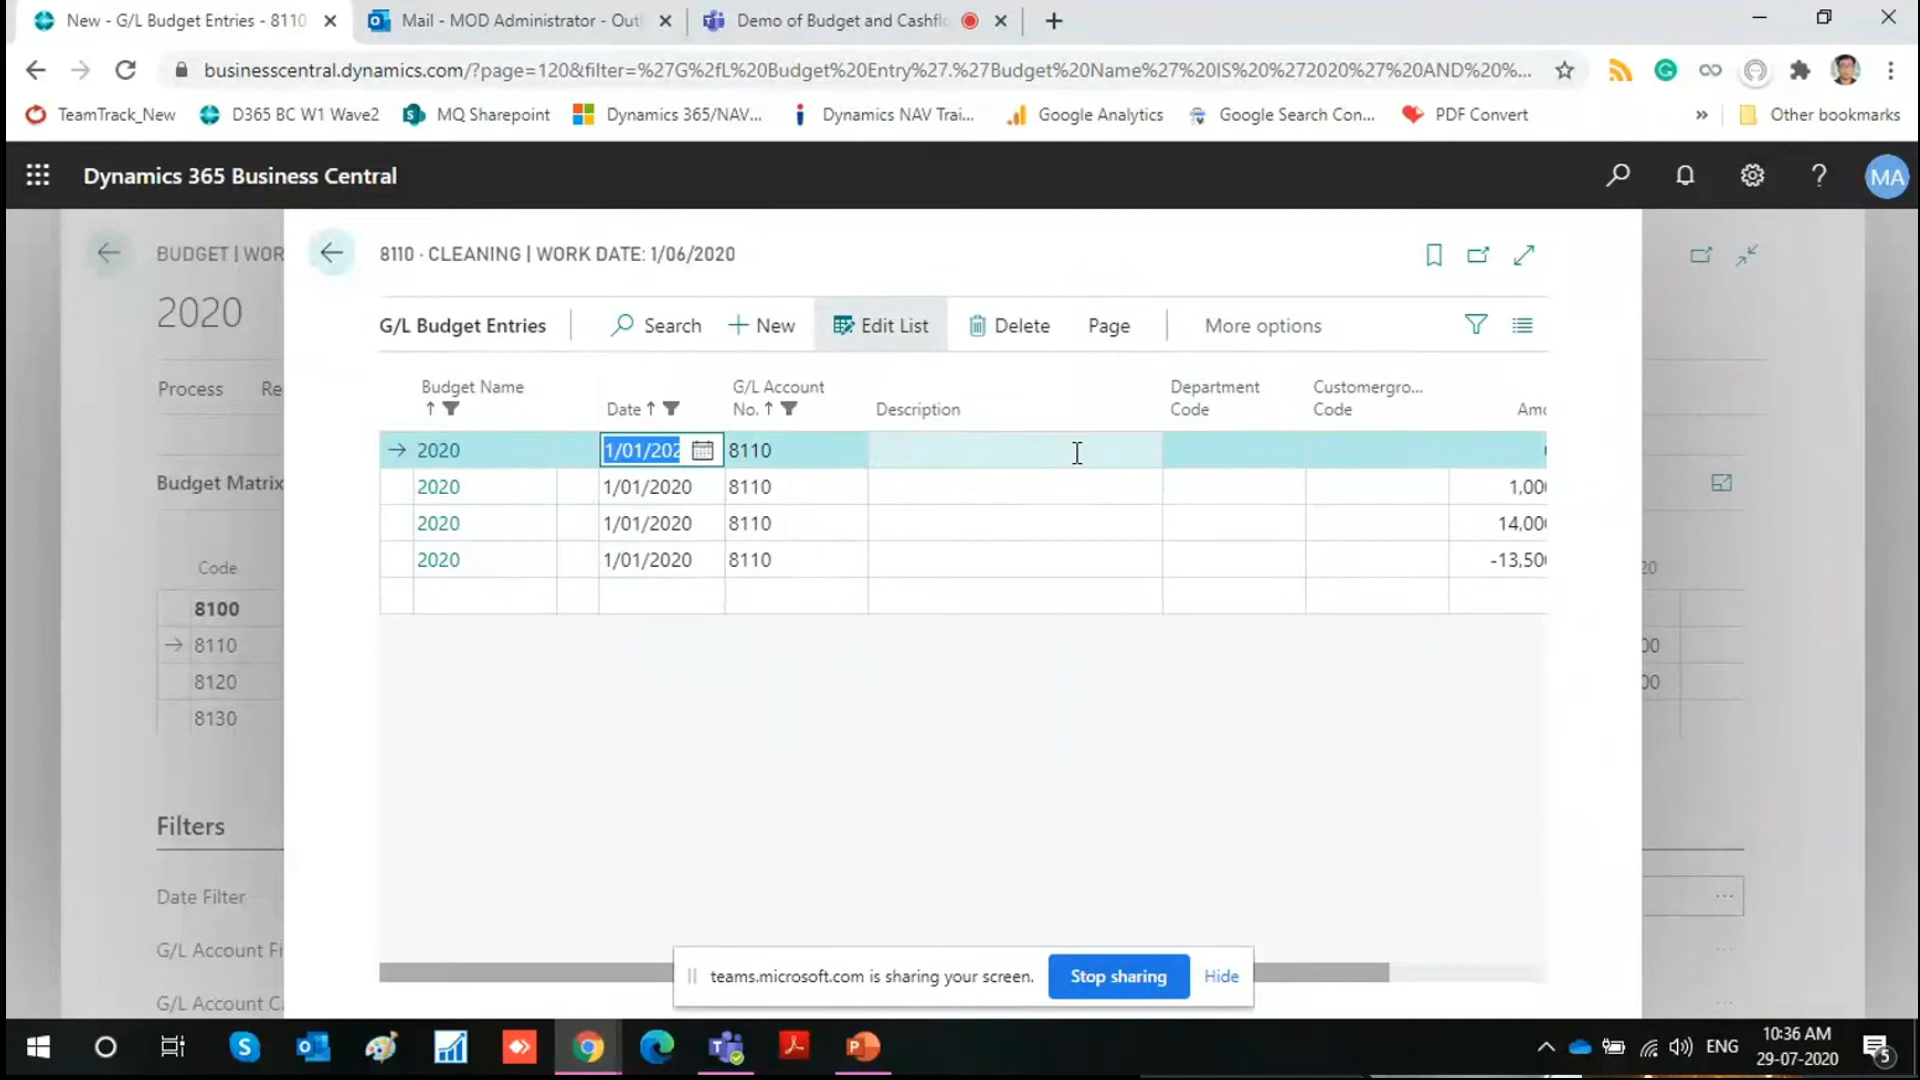 New - G/L Budget Entries - 8110
Mail - MOD Administrator - Out
Demo of Budget and Cashfl
businesscentral.dynamics.com/?page=120&filter=%27G%2fL%20Budget%20Entry%27.%27Budget%20Name%27%20IS%20%272020%27%20AND%20%...
TeamTrack_New
D365 BC W1 Wave2
MQ Sharepoint
Dynamics 365/NAV...
Dynamics NAV Trai...
Google Analytics
Google Search Con...
PDF Convert
»
Other bookmarks
Dynamics 365 Business Central
MA
BUDGET | WOR
8110 · CLEANING | WORK DATE: 1/06/2020
2020
G/L Budget Entries
Search
New
Edit List
Delete
Page
More options
Process
Re
Budget Name
Date
G/L Account No.
Description
Department Code
Customergro... Code
Amo
2020 1/01/202 8110
2020 1/01/2020 8110 1,000
2020 1/01/2020 8110 14,000
2020 1/01/2020 8110 -13,500
Budget Matrix
Code
20
8100
8110
00
8120
00
8130
Filters
Date Filter
G/L Account Fi
G/L Account Ca
teams.microsoft.com is sharing your screen.
Stop sharing
Hide
ENG
10:36 AM
29-07-2020
5